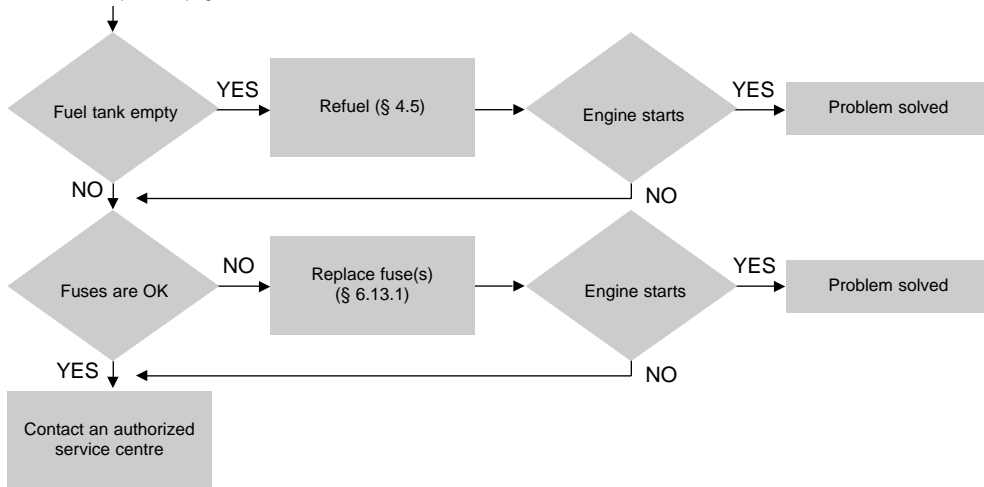 Fuel tank empty
YES
Refuel (§ 4.5)
Engine starts
YES
Problem solved
NO
NO
Fuses are OK
NO
Replace fuse(s)
(§ 6.13.1)
Engine starts
YES
Problem solved
YES
NO
Contact an authorized
service centre